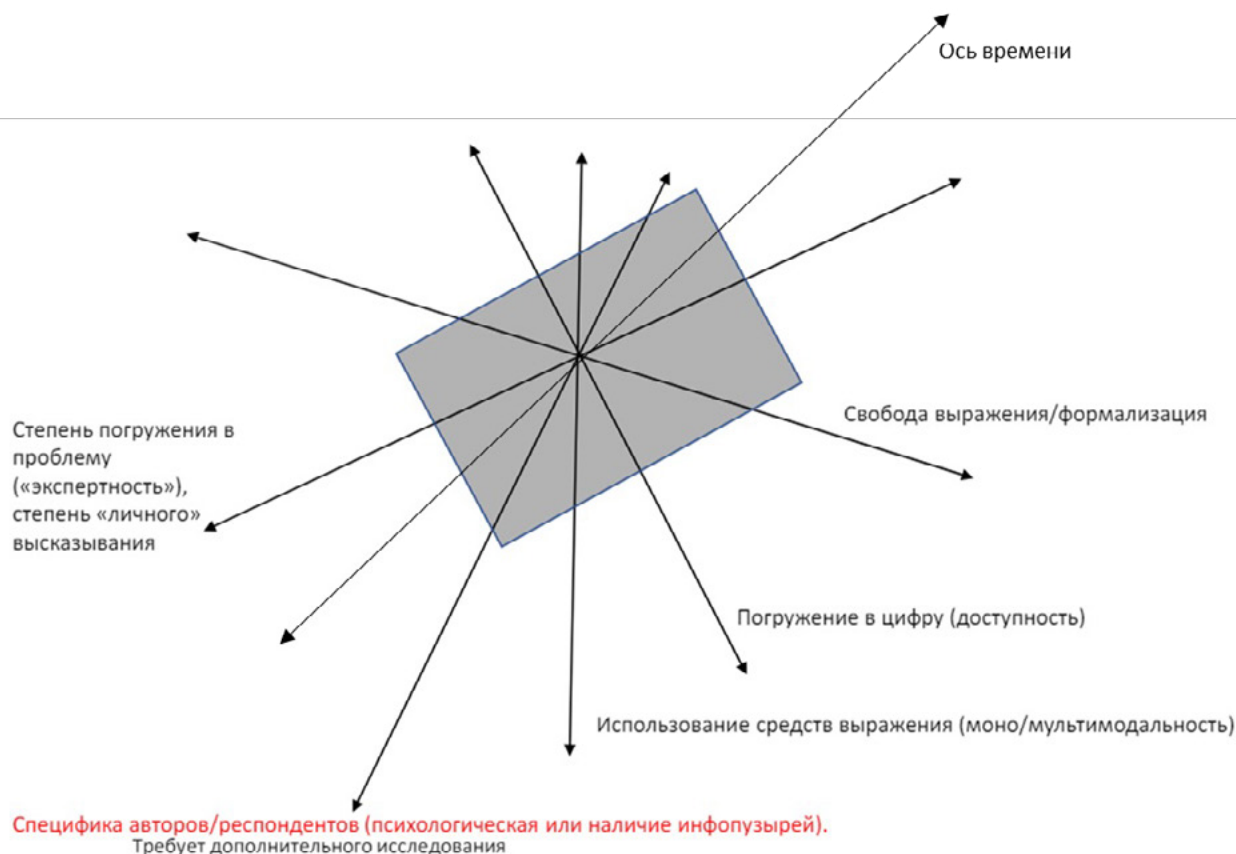 Ось времени
Свобода выражения/формализация
Степень погружения в
проблему
(«экспертность»),
степень «личного»
высказывания
Погружение в цифру (доступность)
Использование средств выражения (моно/мультимодальность)
Специфика авторов/респондентов (психологическая или наличие инфопузырей).
Требует дополнительного исследования